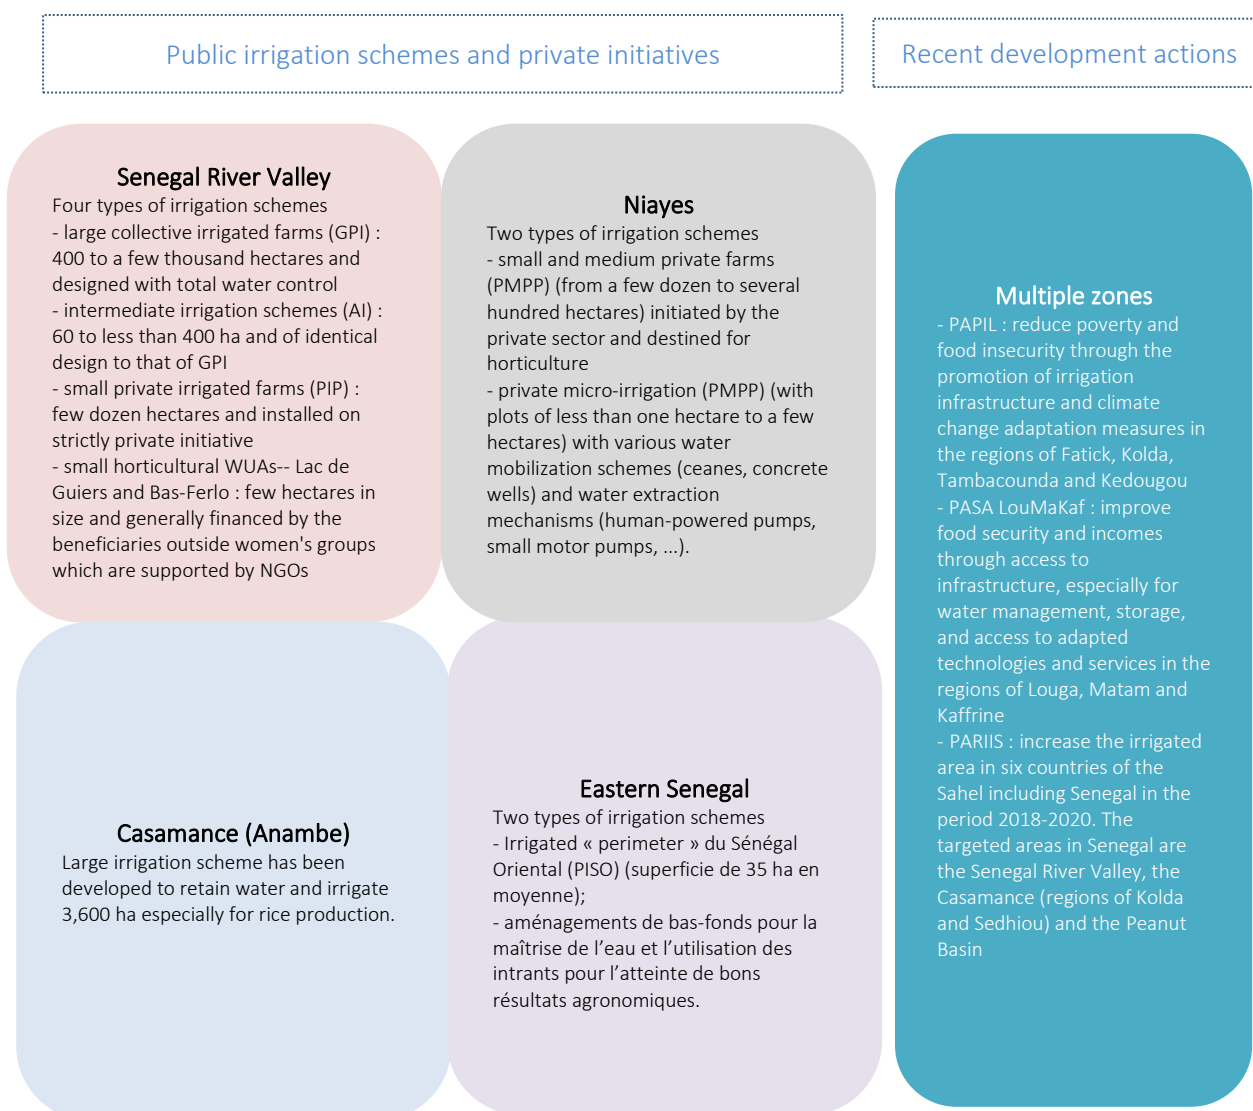 Public irrigation schemes and private initiatives
Recent development actions
Senegal River Valley
Four types of irrigation schemes
- large collective irrigated farms (GPI) :
400 to a few thousand hectares and
designed with total water control
- intermediate irrigation schemes (AI) :
60 to less than 400 ha and of identical
design to that of GPI
- small private irrigated farms (PIP) :
few dozen hectares and installed on
strictly private initiative
- small horticultural WUAs-- Lac de
Guiers and Bas-Ferlo : few hectares in
size and generally financed by the
beneficiaries outside women's groups
which are supported by NGOs
Niayes
Two types of irrigation schemes
- small and medium private farms
(PMPP) (from a few dozen to several
hundred hectares) initiated by the
private sector and destined for
horticulture
- private micro-irrigation (PMPP) (with
plots of less than one hectare to a few
hectares) with various water
mobilization schemes (ceanes, concrete
wells) and water extraction
mechanisms (human-powered pumps,
small motor pumps, ...).
Casamance (Anambe)
Large irrigation scheme has been
developed to retain water and irrigate
3,600 ha especially for rice production.
Eastern Senegal
Two types of irrigation schemes
- Irrigated « perimeter » du Sénégal
Oriental (PISO) (superficie de 35 ha en
moyenne);
- aménagements de bas-fonds pour la
maîtrise de l'eau et l'utilisation des
intrants pour l'atteinte de bons
résultats agronomiques.
Multiple zones
- PAPIL : reduce poverty and
food insecurity through the
promotion of irrigation
infrastructure and climate
change adaptation measures in
the regions of Fatick, Kolda,
Tambacounda and Kedougou
- PASA LouMaKaf : improve
food security and incomes
through access to
infrastructure, especially for
water management, storage,
and access to adapted
technologies and services in the
regions of Louga, Matam and
Kaffrine
- PARIIS : increase the irrigated
area in six countries of the
Sahel including Senegal in the
period 2018-2020. The
targeted areas in Senegal are
the Senegal River Valley, the
Casamance (regions of Kolda
and Sedhiou) and the Peanut
Basin